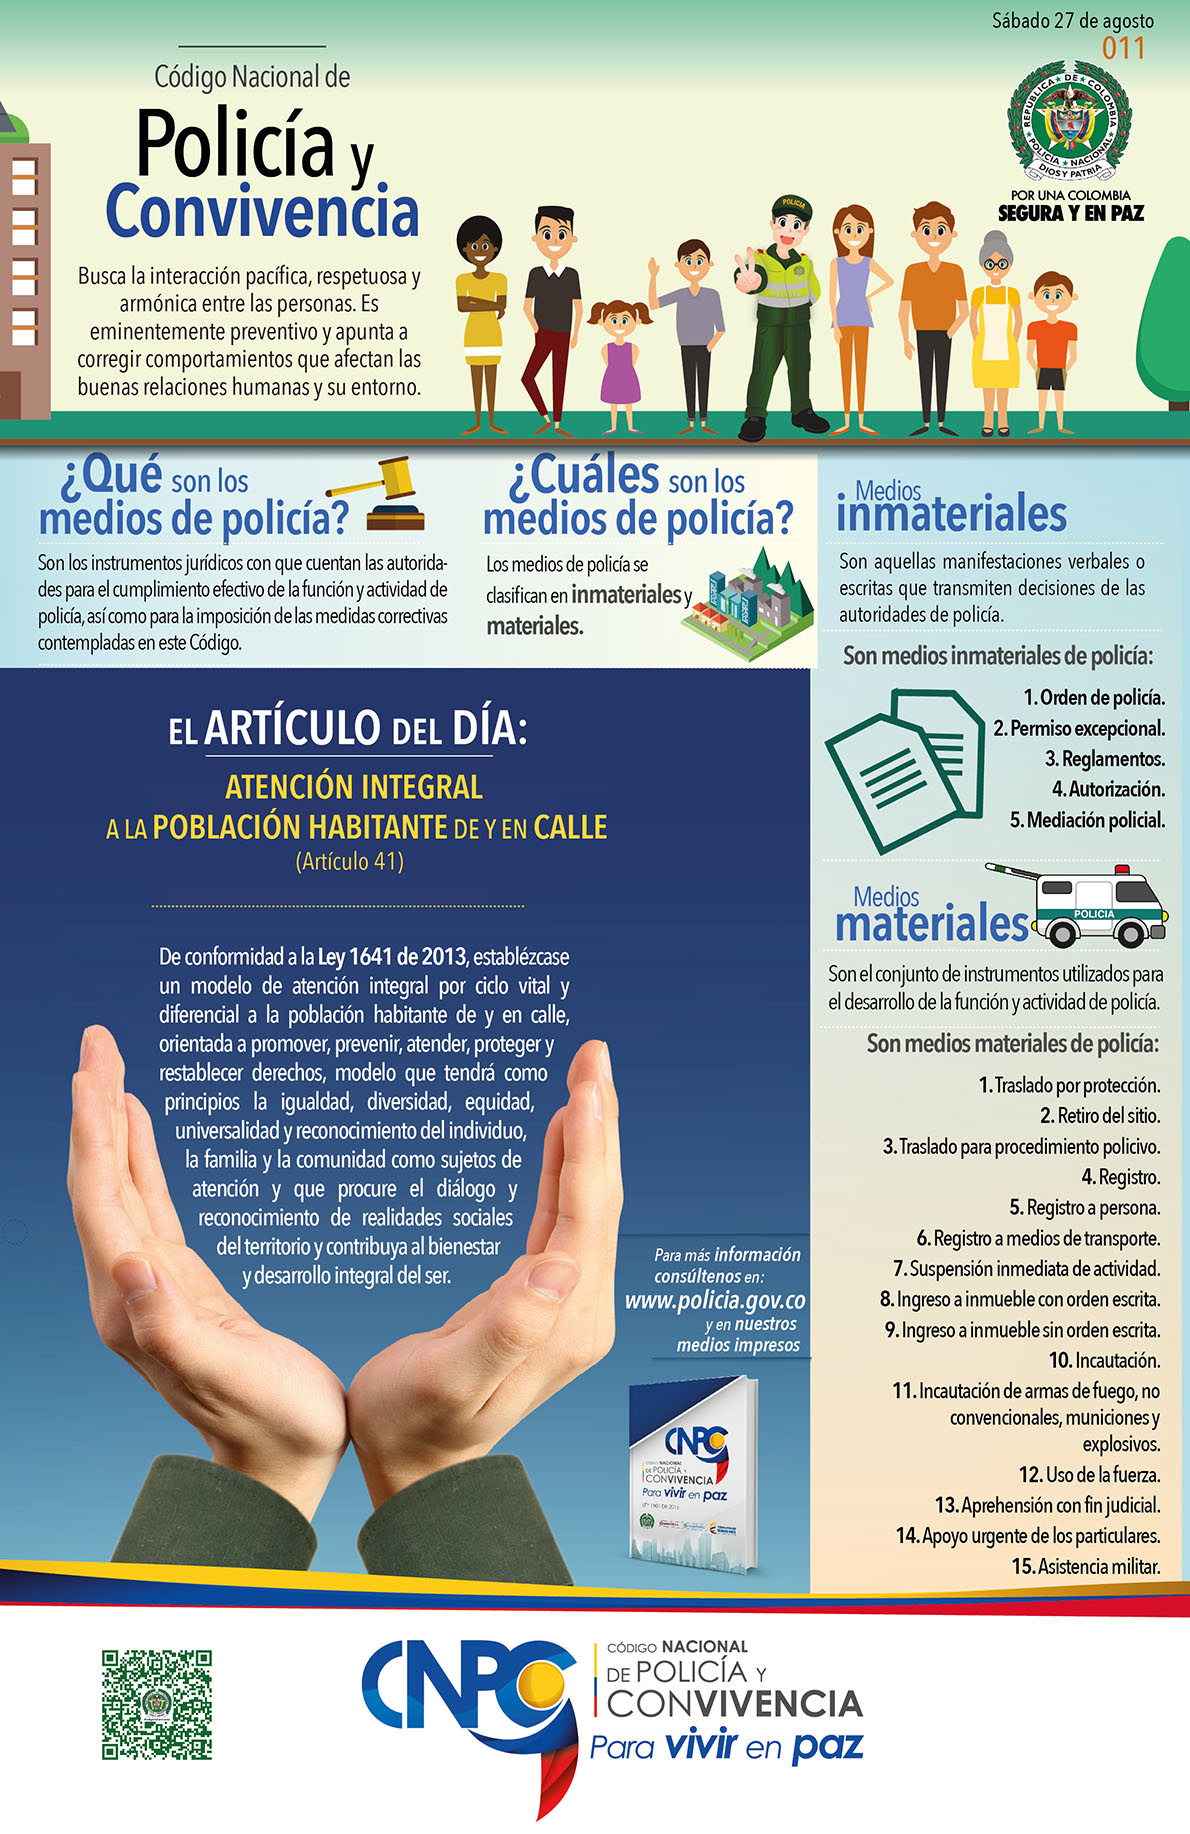 Sábado 27 de agosto
011
REPÚBLICA DE COLOMBIA
POLICÍA NACIONAL
DIOS Y PATRIA
POR UNA COLOMBIA
SEGURA Y EN PAZ
Código Nacional de
Policía y
Convivencia
Busca la interacción pacífica, respetuosa y
armónica entre las personas. Es
eminentemente preventivo y apunta a
corregir comportamientos que afectan las
buenas relaciones humanas y su entorno.
POLICIA
¿Qué son los
medios de policía?
Son los instrumentos jurídicos con que cuentan las autorida-
des para el cumplimiento efectivo de la función y actividad de
policía, así como para la imposición de las medidas correctivas
contempladas en este Código.
¿Cuáles son los
medios de policía?
Los medios de policía se
clasifican en inmateriales y
materiales.
Medios
inmateriales
Son aquellas manifestaciones verbales o
escritas que transmiten decisiones de las
autoridades de policía.
Son medios inmateriales de policía:
1. Orden de policía.
2. Permiso excepcional.
3. Reglamentos.
4. Autorización.
5. Mediación policial.
Medios
materiales
POLICIA
Son el conjunto de instrumentos utilizados para
el desarrollo de la función y actividad de policía.
Son medios materiales de policía:
1. Traslado por protección.
2. Retiro del sitio.
3. Traslado para procedimiento policivo.
4. Registro.
5. Registro a persona.
6. Registro a medios de transporte.
7. Suspensión inmediata de actividad.
8. Ingreso a inmueble con orden escrita.
9. Ingreso a inmueble sin orden escrita.
10. Incautación.
11. Incautación de armas de fuego, no
convencionales, municiones y
explosivos.
12. Uso de la fuerza.
13. Aprehensión con fin judicial.
14. Apoyo urgente de los particulares.
15. Asistencia militar.
EL ARTÍCULO DEL DÍA:
ATENCIÓN INTEGRAL
A LA POBLACIÓN HABITANTE DE Y EN CALLE
(Artículo 41)
De conformidad a la Ley 1641 de 2013, establézcase
un modelo de atención integral por ciclo vital y
diferencial a la población habitante de y en calle,
orientada a promover, prevenir, atender, proteger y
restablecer derechos, modelo que tendrá como
principios la igualdad, diversidad, equidad,
universalidad y reconocimiento del individuo,
la familia y la comunidad como sujetos de
atención y que procure el diálogo y
reconocimiento de realidades sociales
del territorio y contribuya al bienestar
y desarrollo integral del ser.
Para más información
consúltenos en:
www.policia.gov.co
y en nuestros
medios impresos
CNPC
CÓDIGO NACIONAL
DE POLICÍA Y
CONVIVENCIA
Para vivir en paz
LEY 1801 DE 2016
CNPC
CÓDIGO NACIONAL
DE POLICÍA Y
CONVIVENCIA
Para vivir en paz